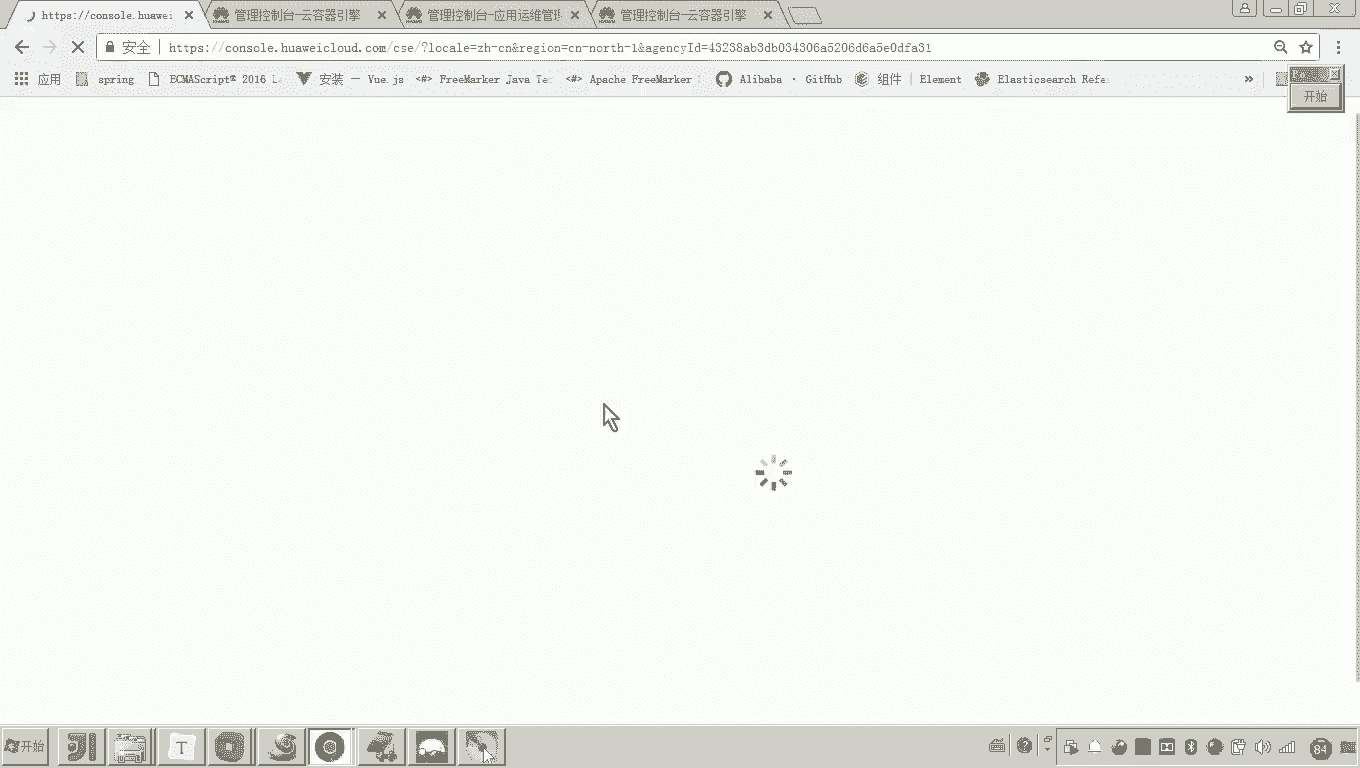 https://console.huawei
管理控制台-云容器引擎
管理控制台-应用运维管理
管理控制台-云容器引擎
安全 | https://console.huaweicloud.com/cse/?locale=zh-cn&region=cn-north-1&agencyId=43238ab3db034306a5206d6a5e0dfa31
应用 spring ECMAScript® 2016 L 安装 — Vue.js FreeMarker Java Te Apache FreeMarker Alibaba · GitHub 组件 | Element Elasticsearch Refe »
开始
开始 T 84